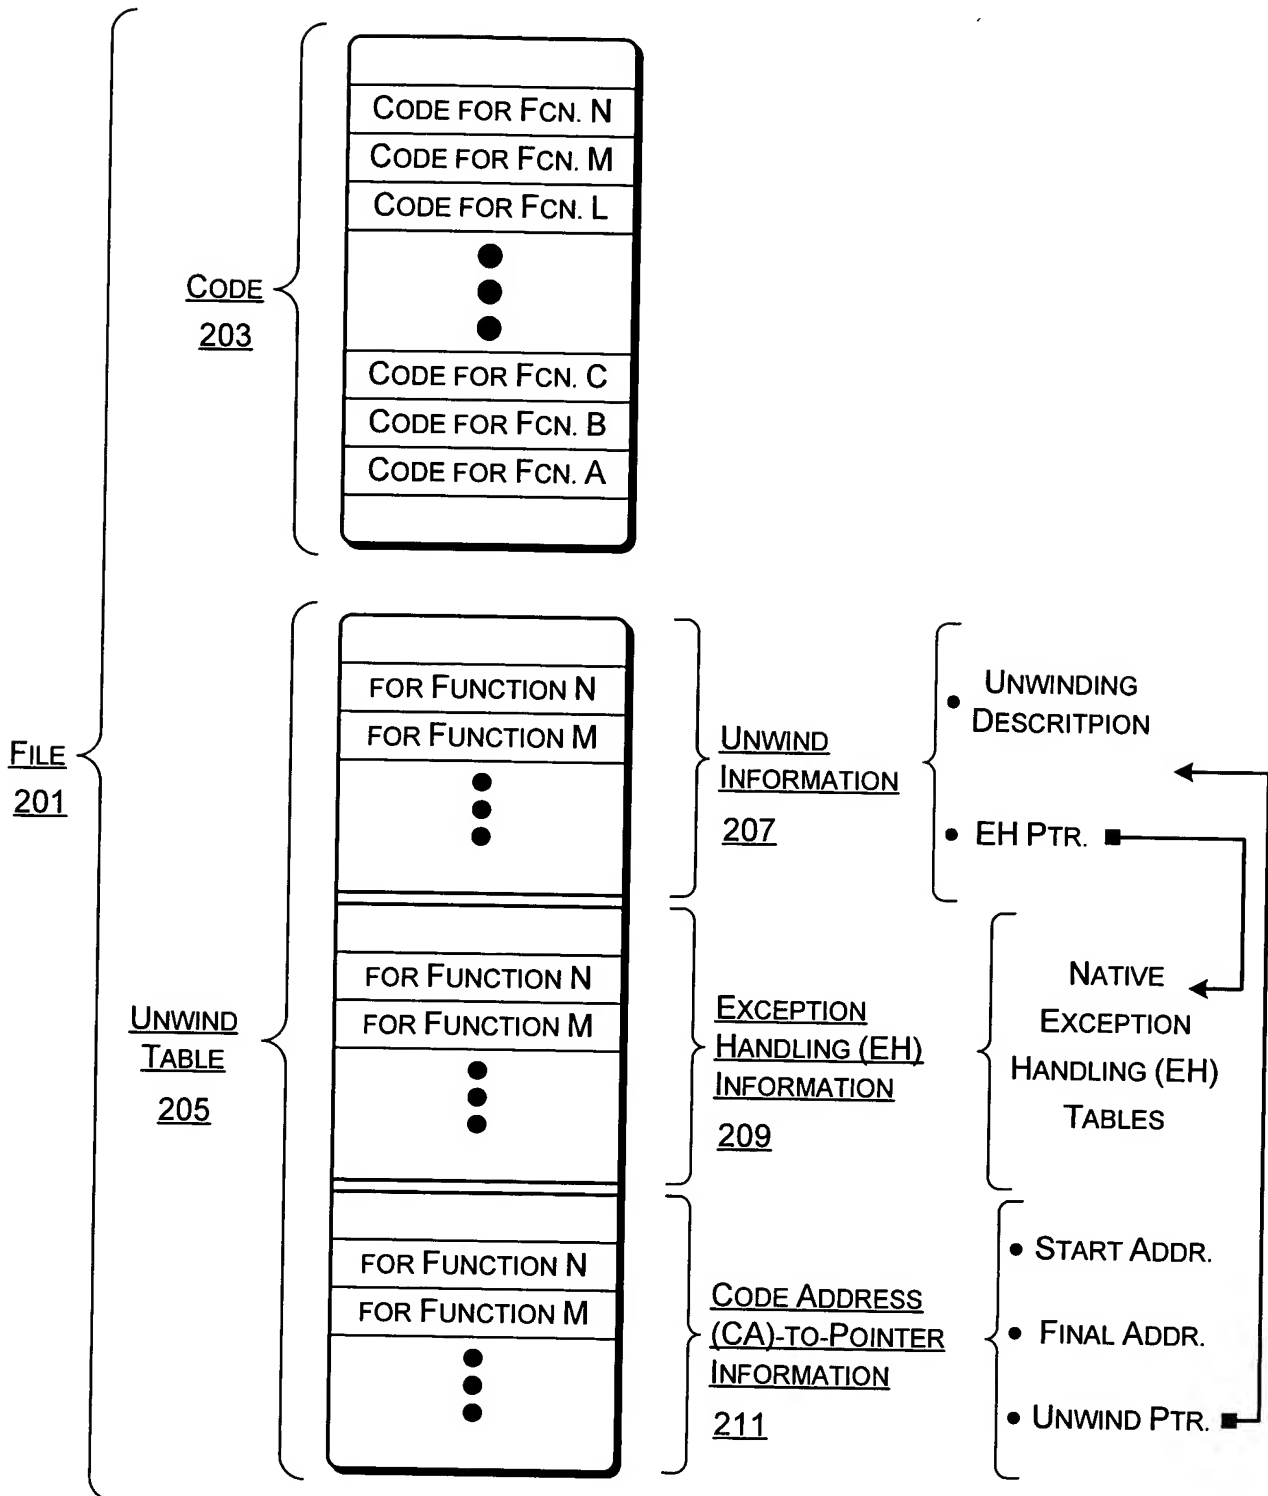 CODE FOR FCN. N
CODE FOR FCN. M
CODE FOR FCN. L
CODE
203
CODE FOR FCN. C
CODE FOR FCN. B
CODE FOR FCN. A
FILE
201
UNWIND
TABLE
205
FOR FUNCTION N
FOR FUNCTION M
UNWIND
INFORMATION
207
• UNWINDING
DESCRITPION
• EH PTR.
FOR FUNCTION N
FOR FUNCTION M
EXCEPTION
HANDLING (EH)
INFORMATION
209
NATIVE
EXCEPTION
HANDLING (EH)
TABLES
FOR FUNCTION N
FOR FUNCTION M
CODE ADDRESS
(CA)-TO-POINTER
INFORMATION
211
• START ADDR.
• FINAL ADDR.
• UNWIND PTR.